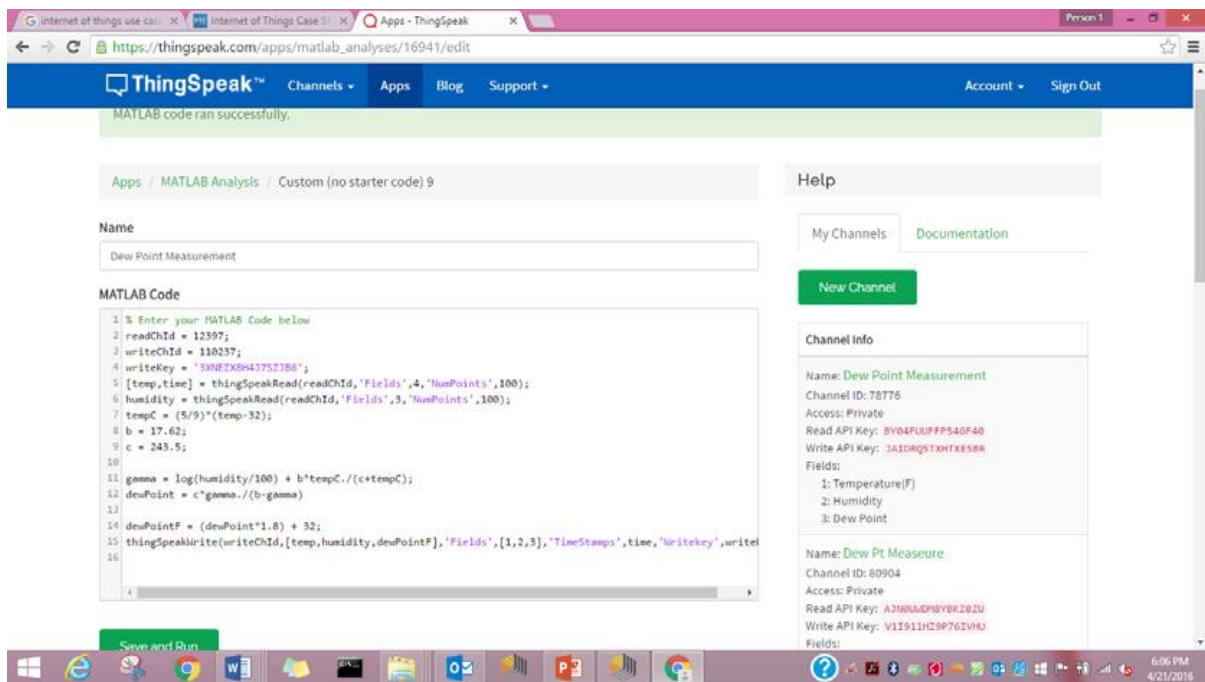 internet of things use cas
Internet of Things Case St
Apps - ThingSpeak
Person 1
https://thingspeak.com/apps/matlab_analyses/16941/edit
ThingSpeak™
Channels
Apps
Blog
Support
Account
Sign Out
MATLAB code ran successfully.
Apps / MATLAB Analysis / Custom (no starter code) 9
Name
Dew Point Measurement
MATLAB Code
1 % Enter your MATLAB Code below
2 readChId = 12397;
3 writeChId = 110237;
4 writeKey = '3XNEZX8H4J75ZJB6';
5 [temp,time] = thingSpeakRead(readChId,'Fields',4,'NumPoints',100);
6 humidity = thingSpeakRead(readChId,'Fields',3,'NumPoints',100);
7 tempC = (5/9)*(temp-32);
8 b = 17.62;
9 c = 243.5;
10
11 gamma = log(humidity/100) + b*tempC./(c+tempC);
12 dewPoint = c*gamma./(b-gamma)
13
14 dewPointF = (dewPoint*1.8) + 32;
15 thingSpeakWrite(writeChId,[temp,humidity,dewPointF],'Fields',[1,2,3],'TimeStamps',time,'Writekey',writeK
16
Save and Run
Help
My Channels
Documentation
New Channel
Channel Info
Name: Dew Point Measurement
Channel ID: 78776
Access: Private
Read API Key: BY04FUUFFP54GF40
Write API Key: JAIDRQ5TXHTXESBR
Fields:
1: Temperature(F)
2: Humidity
3: Dew Point
Name: Dew Pt Measeure
Channel ID: 80904
Access: Private
Read API Key:
Write API Key: V1I911HZ9P76IVHU
Fields:
6:06 PM
4/21/2016